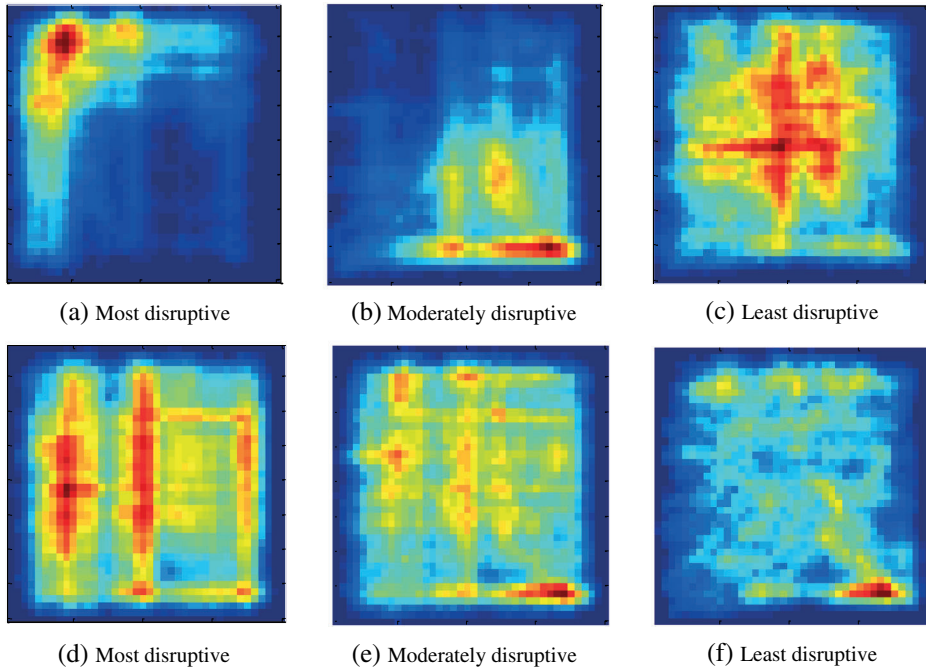 (a) Most disruptive
(b) Moderately disruptive
(c) Least disruptive
(d) Most disruptive
(e) Moderately disruptive
(f) Least disruptive